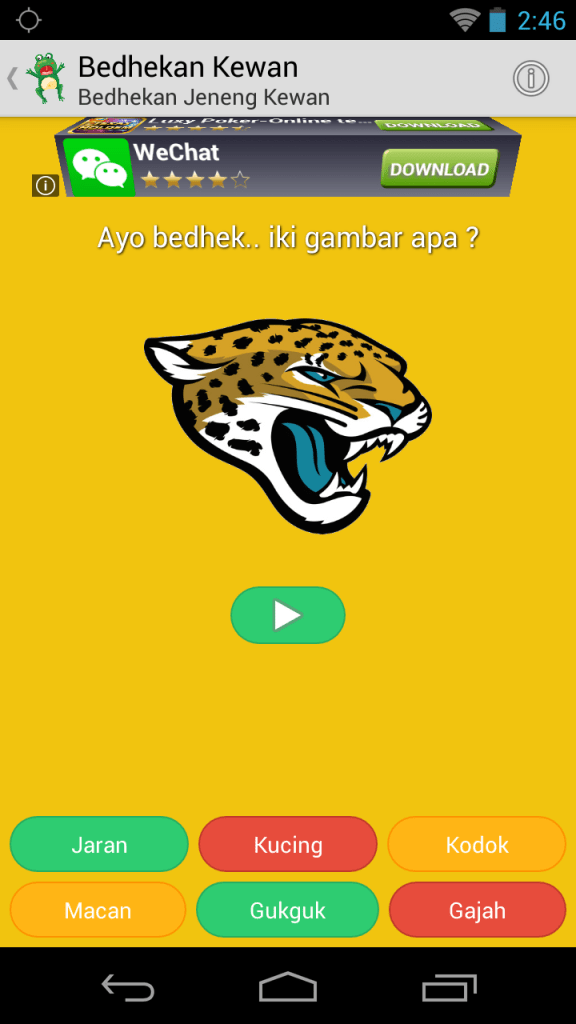 2:46
Bedhekan Kewan
Bedhekan Jeneng Kewan
Luxy Poker-Online te...
DOWNLOAD
WeChat
DOWNLOAD
Ayo bedhek.. iki gambar apa ?
Jaran
Kucing
Kodok
Macan
Gukguk
Gajah